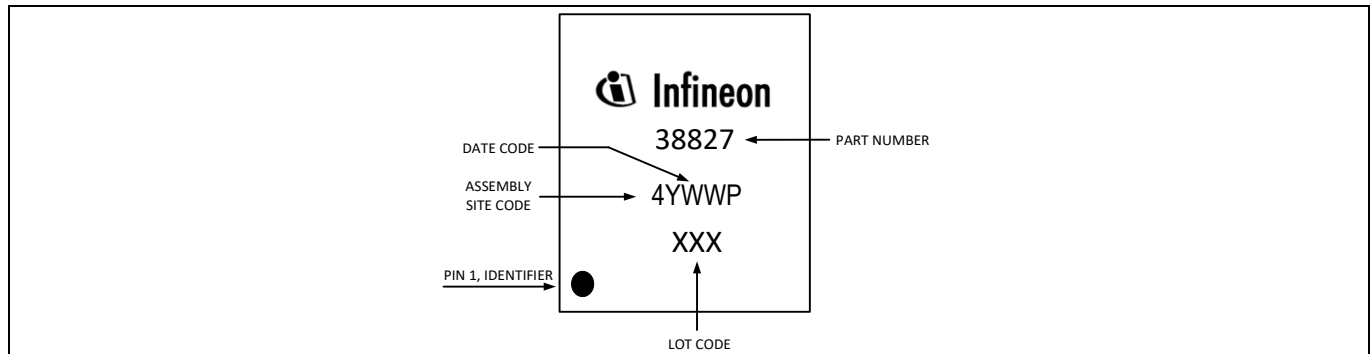 Infineon
38827
PART NUMBER
DATE CODE
ASSEMBLY
SITE CODE
4YWWP
XXX
PIN 1, IDENTIFIER
LOT CODE